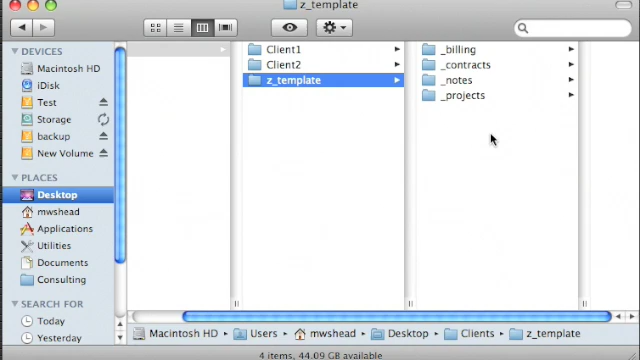 z_template
DEVICES
Macintosh HD
iDisk
Test
Storage
backup
New Volume
PLACES
Desktop
mwshead
Applications
Utilities
Documents
Consulting
SEARCH FOR
Today
Yesterday
Client1
Client2
z_template
_billing
_contracts
_notes
_projects
Macintosh HD Users mwshead Desktop Clients z_template
4 items, 44.09 GB available